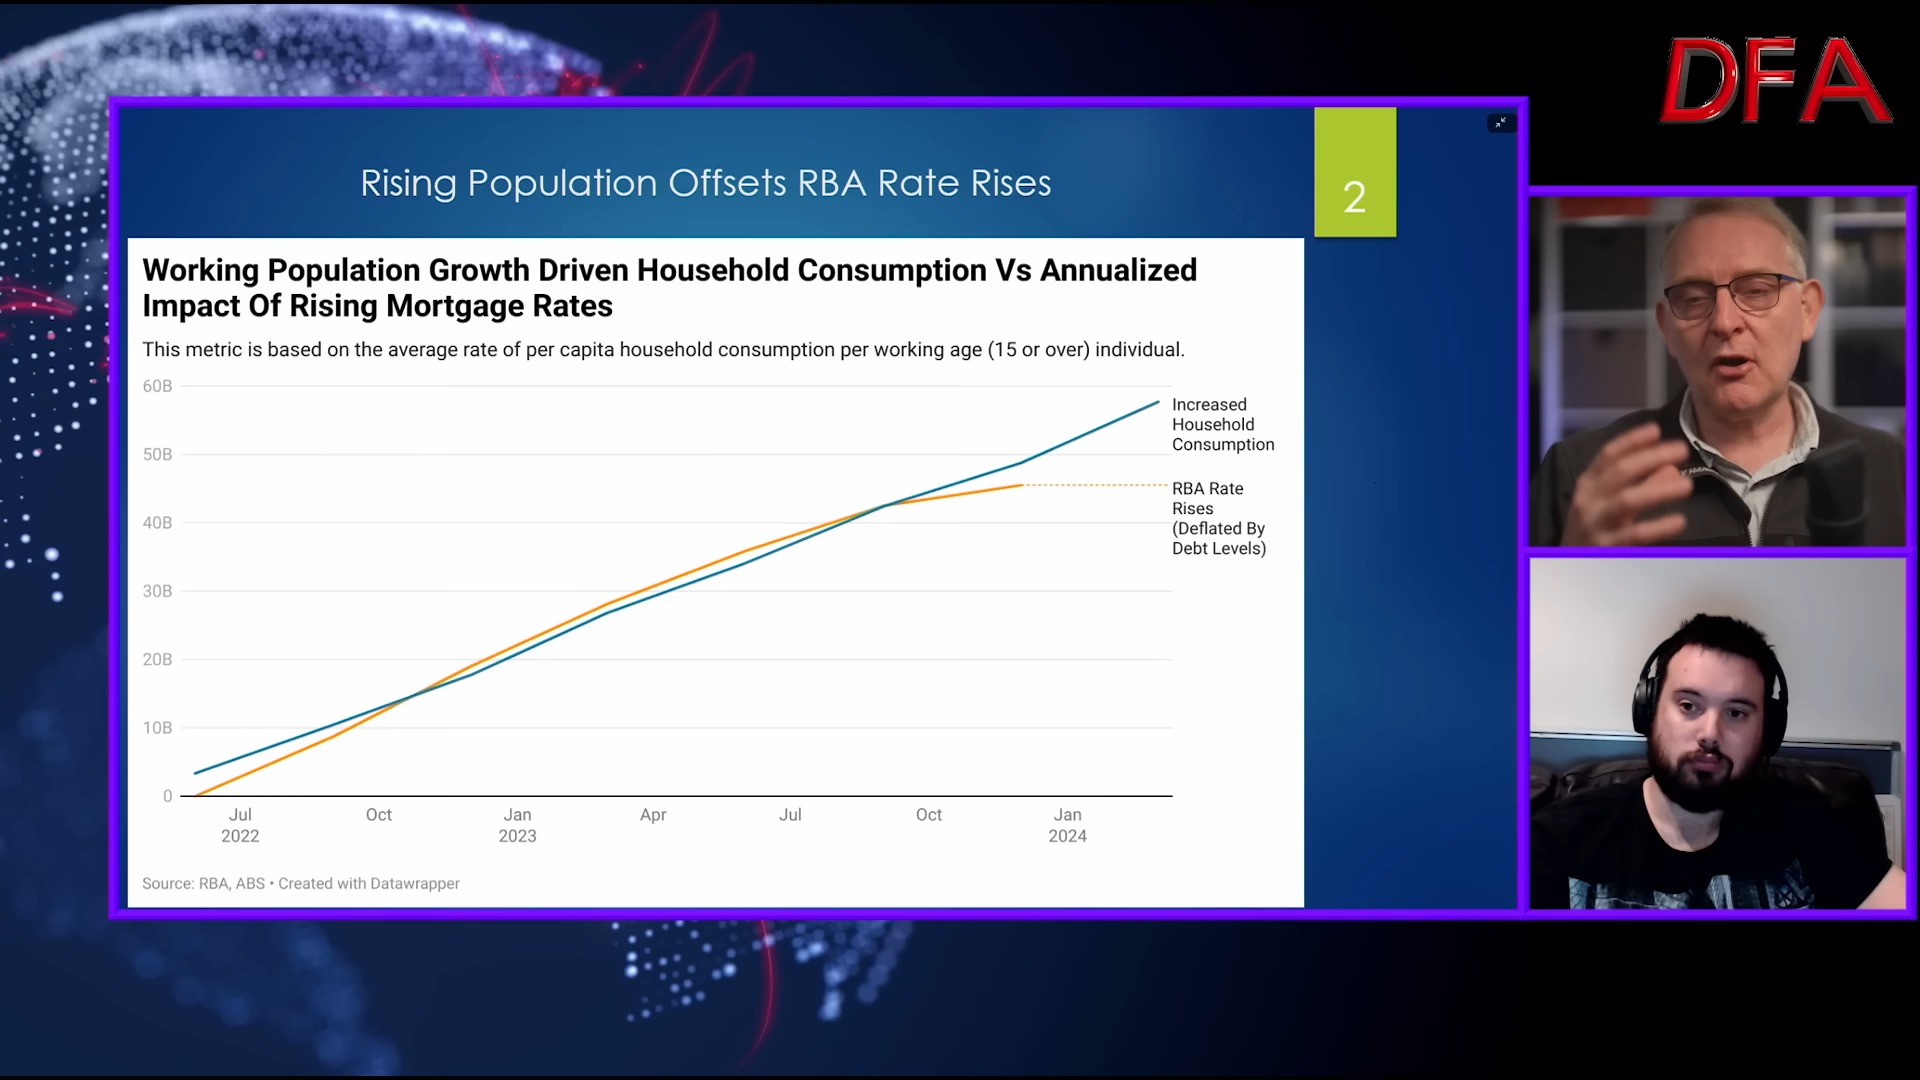 DFA
Rising Population Offsets RBA Rate Rises
2
Working Population Growth Driven Household Consumption Vs Annualized
Impact Of Rising Mortgage Rates
This metric is based on the average rate of per capita household consumption per working age (15 or over) individual.
60B
50B
40B
30B
20B
10B
0
Increased
Household
Consumption
RBA Rate
Rises
(Deflated By
Debt Levels)
Jul
2022
Oct
Jan
2023
Apr
Jul
Oct
Jan
2024
Source: RBA, ABS • Created with Datawrapper